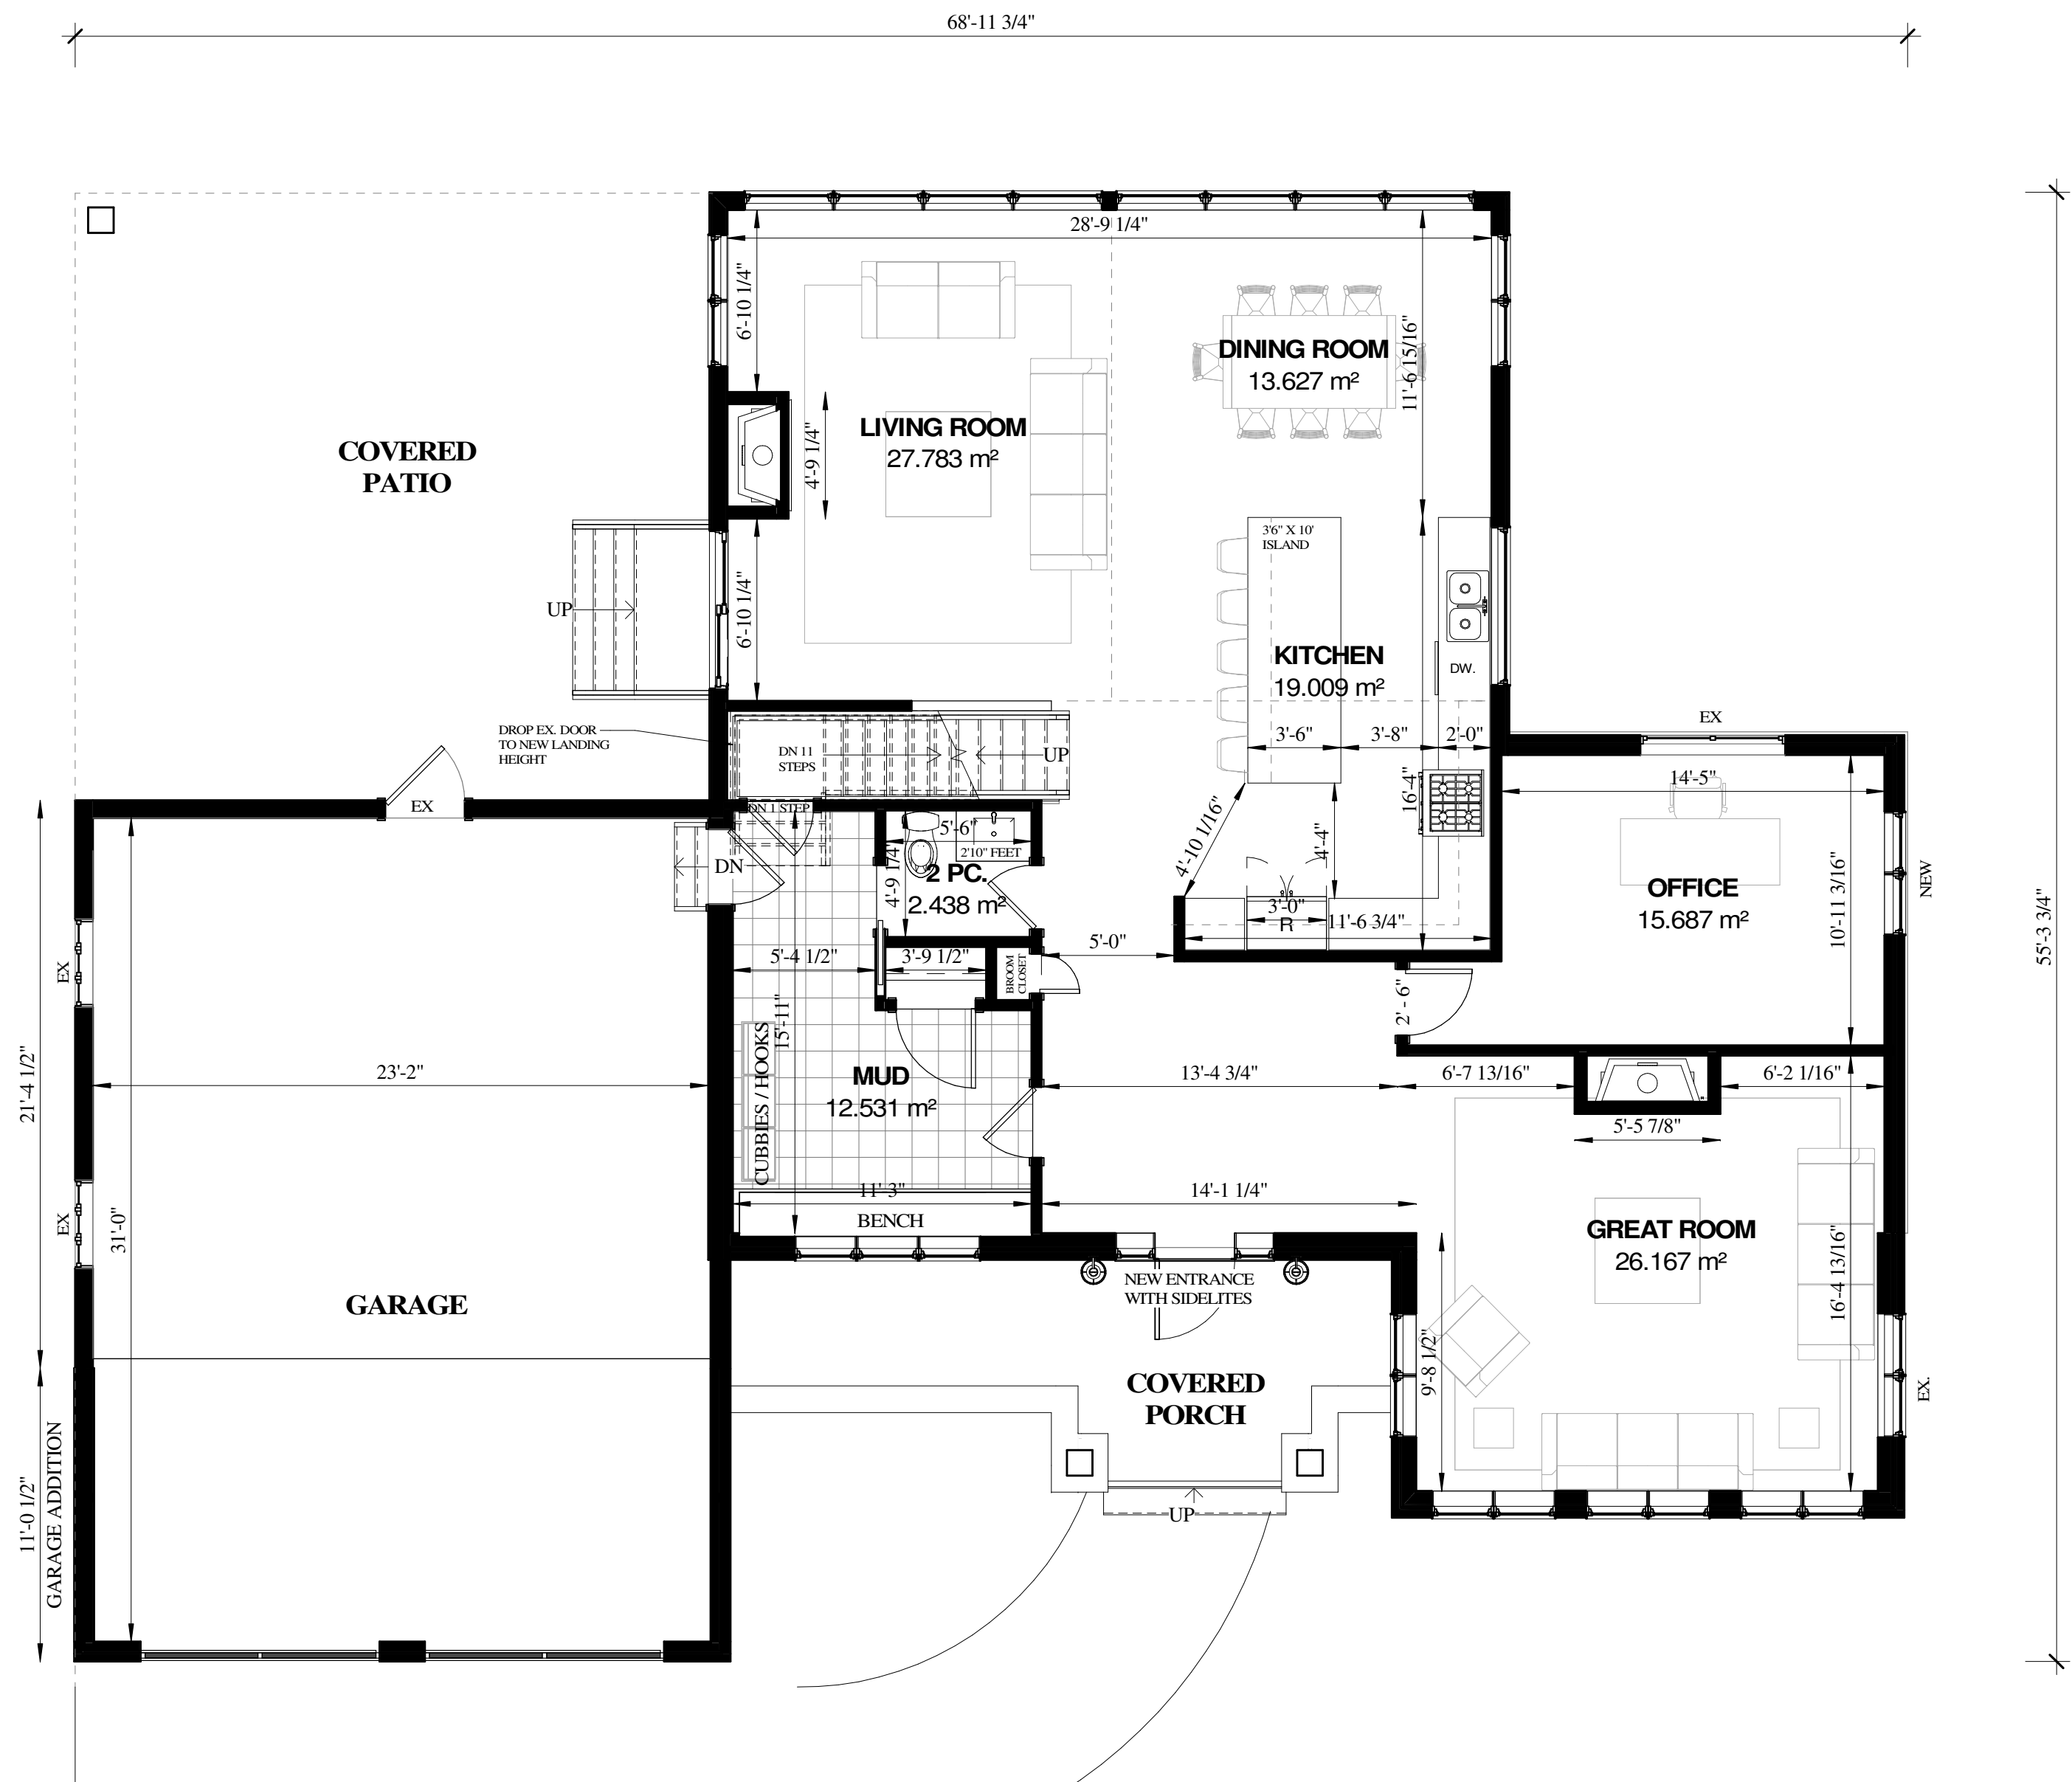 68'-11 3/4"
28'-9 1/4"
6'-10 1/4"
11'-6 15/16"
DINING ROOM
13.627 m²
LIVING ROOM
27.783 m²
4'-9 1/4"
COVERED
PATIO
3'6" X 10'
ISLAND
UP
6'-10 1/4"
KITCHEN
19.009 m²
DW.
DROP EX. DOOR
TO NEW LANDING
HEIGHT
DN 11
STEPS
UP
3'-6"
3'-8"
2'-0"
16'-4"
EX
14'-5"
EX
DN 1 STEP
5'-6"
2'10" FEET
4'-9 1/4"
2 PC.
2.438 m²
DN
4'-10 1/16"
4'-4"
3'-0"
R
11'-6 3/4"
OFFICE
15.687 m²
10'-11 3/16"
NEW
55'-3 3/4"
EX
5'-4 1/2"
3'-9 1/2"
BROOM
CLOSET
5'-0"
2' - 6"
15'-11"
CUBBIES / HOOKS
MUD
12.531 m²
21'-4 1/2"
23'-2"
13'-4 3/4"
6'-7 13/16"
6'-2 1/16"
5'-5 7/8"
EX
31'-0"
11'-3"
BENCH
14'-1 1/4"
GREAT ROOM
26.167 m²
16'-4 13/16"
NEW ENTRANCE
WITH SIDELITES
GARAGE
9'-8 1/2"
EX.
COVERED
PORCH
UP
11'-0 1/2"
GARAGE ADDITION